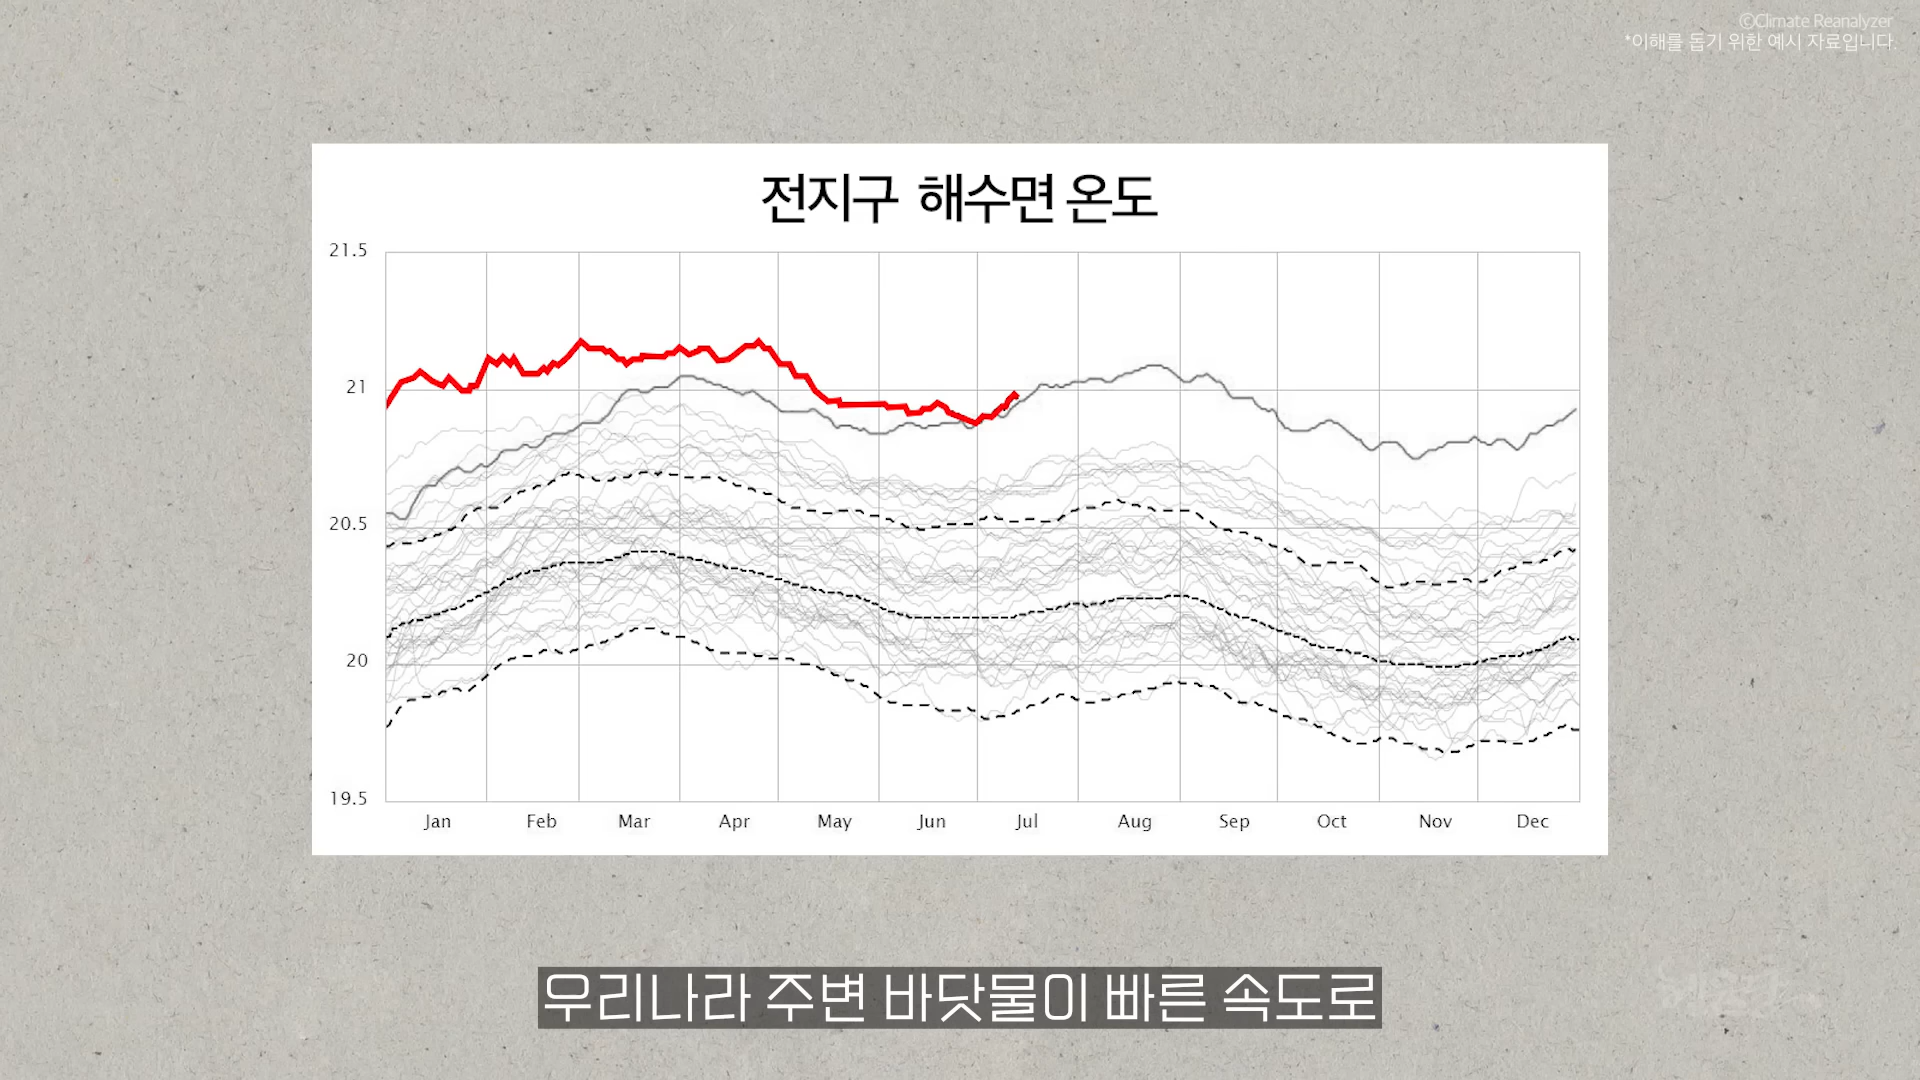 ©Climate Reanalyzer
*이해를 돕기 위한 예시 자료입니다.
전지구 해수면 온도
21.5
21
20.5
20
19.5
Jan Feb Mar Apr May Jun Jul Aug Sep Oct Nov Dec
우리나라 주변 바닷물이 빠른 속도로